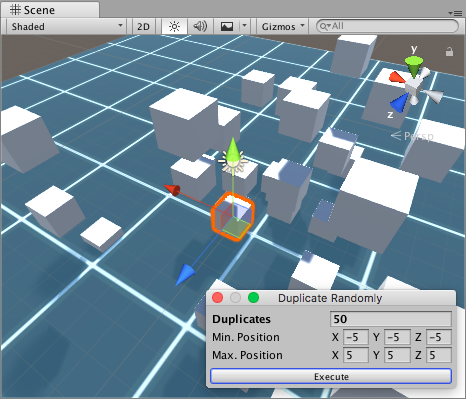 Scene
Shaded 2D Gizmos All
y
z
Persp
Duplicate Randomly
Duplicates 50
Min. Position X -5 Y -5 Z -5
Max. Position X 5 Y 5 Z 5
Execute